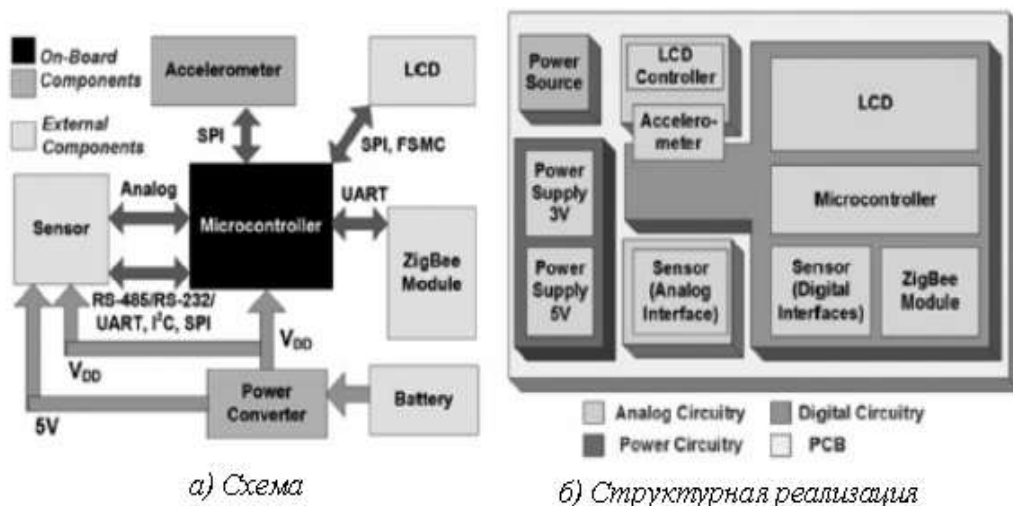 On-Board
Components
External
Components
Accelerometer
LCD
SPI
SPI, FSMC
Analog
UART
Sensor
Microcontroller
ZigBee
Module
RS-485/RS-232/
UART, I²C, SPI
V_DD
V_DD
5V
Power
Converter
Battery
а) Схема
Power
Source
LCD
Controller
Accelero-
meter
LCD
Power
Supply
3V
Microcontroller
Power
Supply
5V
Sensor
(Analog
Interface)
Sensor
(Digital
Interfaces)
ZigBee
Module
Analog Circuitry
Digital Circuitry
Power Circuitry
PCB
б) Структурная реализация